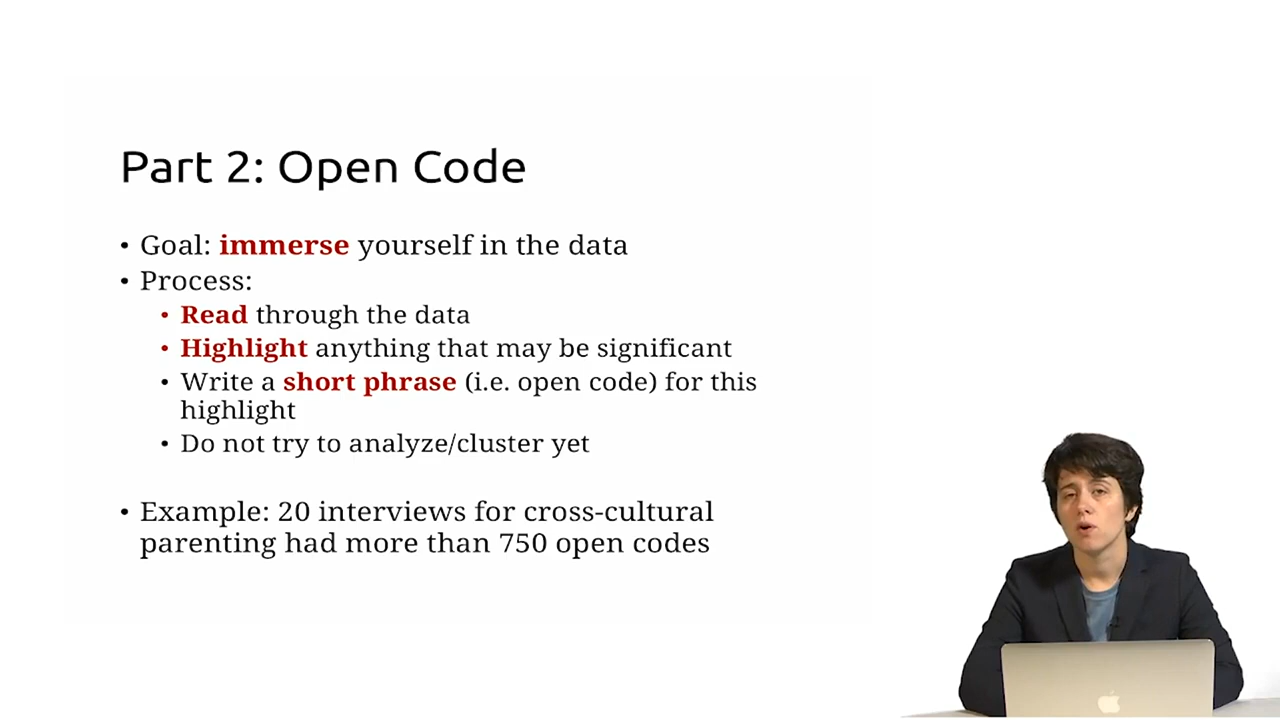 Part 2: Open Code
• Goal: immerse yourself in the data
• Process:
• Read through the data
• Highlight anything that may be significant
• Write a short phrase (i.e. open code) for this
highlight
• Do not try to analyze/cluster yet
• Example: 20 interviews for cross-cultural
parenting had more than 750 open codes